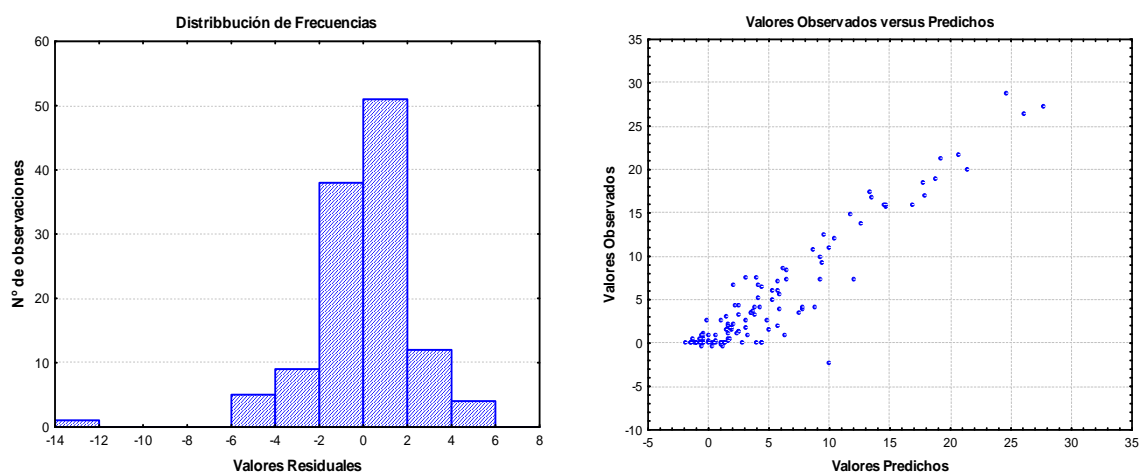 Distribbución de Frecuencias
60
50
40
30
20
10
0
N° de observaciones
-14 -12 -10 -8 -6 -4 -2 0 2 4 6 8
Valores Residuales
Valores Observados versus Predichos
35
30
25
20
15
10
5
0
-5
-10
Valores Observados
-5 0 5 10 15 20 25 30 35
Valores Predichos